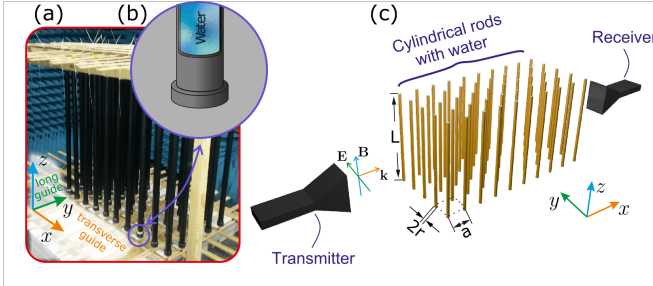 (a)
(b)
(c)
Water
Cylindrical rods
with water
Receiver
L
B
E
k
z
long
guide
y
transverse
guide
x
2r
a
Transmitter
z
y
x